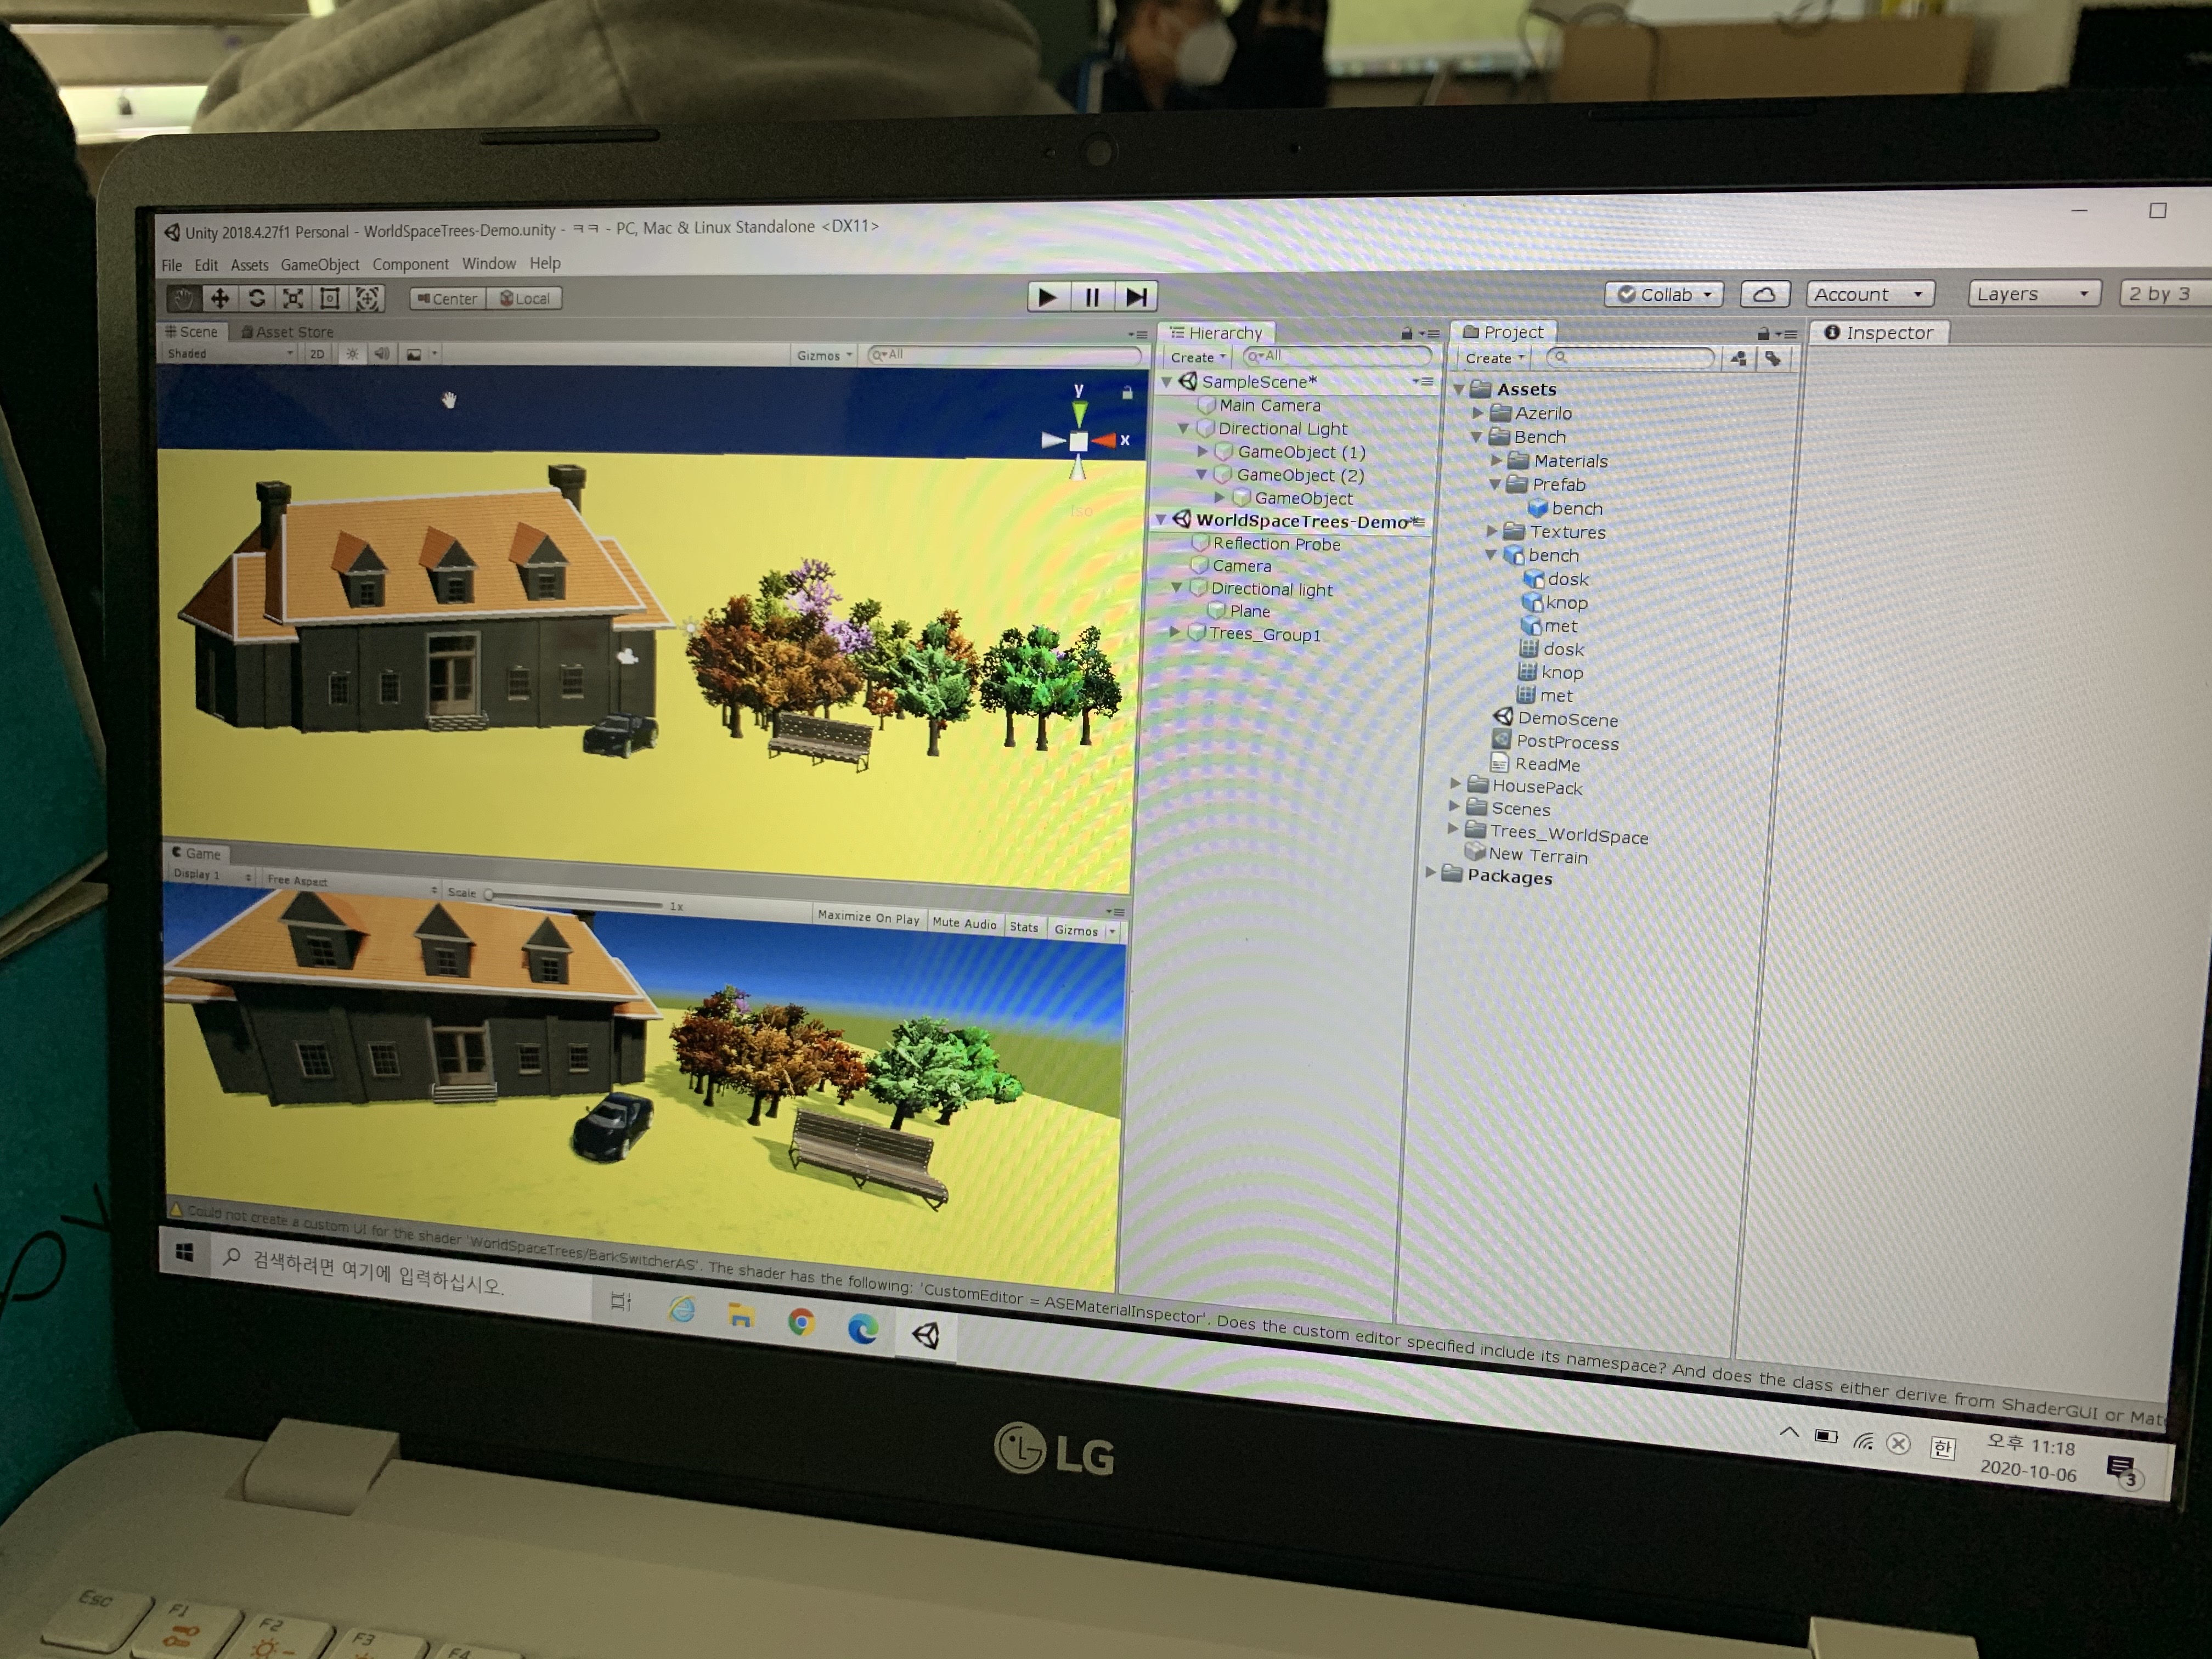 Unity 2018.4.27f1 Personal - WorldSpaceTrees-Demo.unity - ㅋㅋ - PC, Mac & Linux Standalone <DX11>
File Edit Assets GameObject Component Window Help
Center Local
Collab Account Layers 2 by 3
Scene Asset Store
Shaded 2D Gizmos All
y
x
Iso
Hierarchy
Create All
SampleScene*
Main Camera
Directional Light
GameObject (1)
GameObject (2)
GameObject
WorldSpaceTrees-Demo*
Reflection Probe
Camera
Directional light
Plane
Trees_Group1
Project
Create
Assets
Azerilo
Bench
Materials
Prefab
bench
Textures
bench
dosk
knop
met
dosk
knop
met
DemoScene
PostProcess
ReadMe
HousePack
Scenes
Trees_WorldSpace
New Terrain
Packages
Inspector
Game
Display 1 Free Aspect Scale 1x
Maximize On Play Mute Audio Stats Gizmos
Could not create a custom UI for the shader 'WorldSpaceTrees/BarkSwitcherAS'. The shader has the following: 'CustomEditor = ASEMaterialInspector'. Does the custom editor specified include its namespace? And does the class either derive from ShaderGUI or Mat
검색하려면 여기에 입력하십시오.
한
오후 11:18
2020-10-06
3
LG
Esc F1 F2 F3 F4